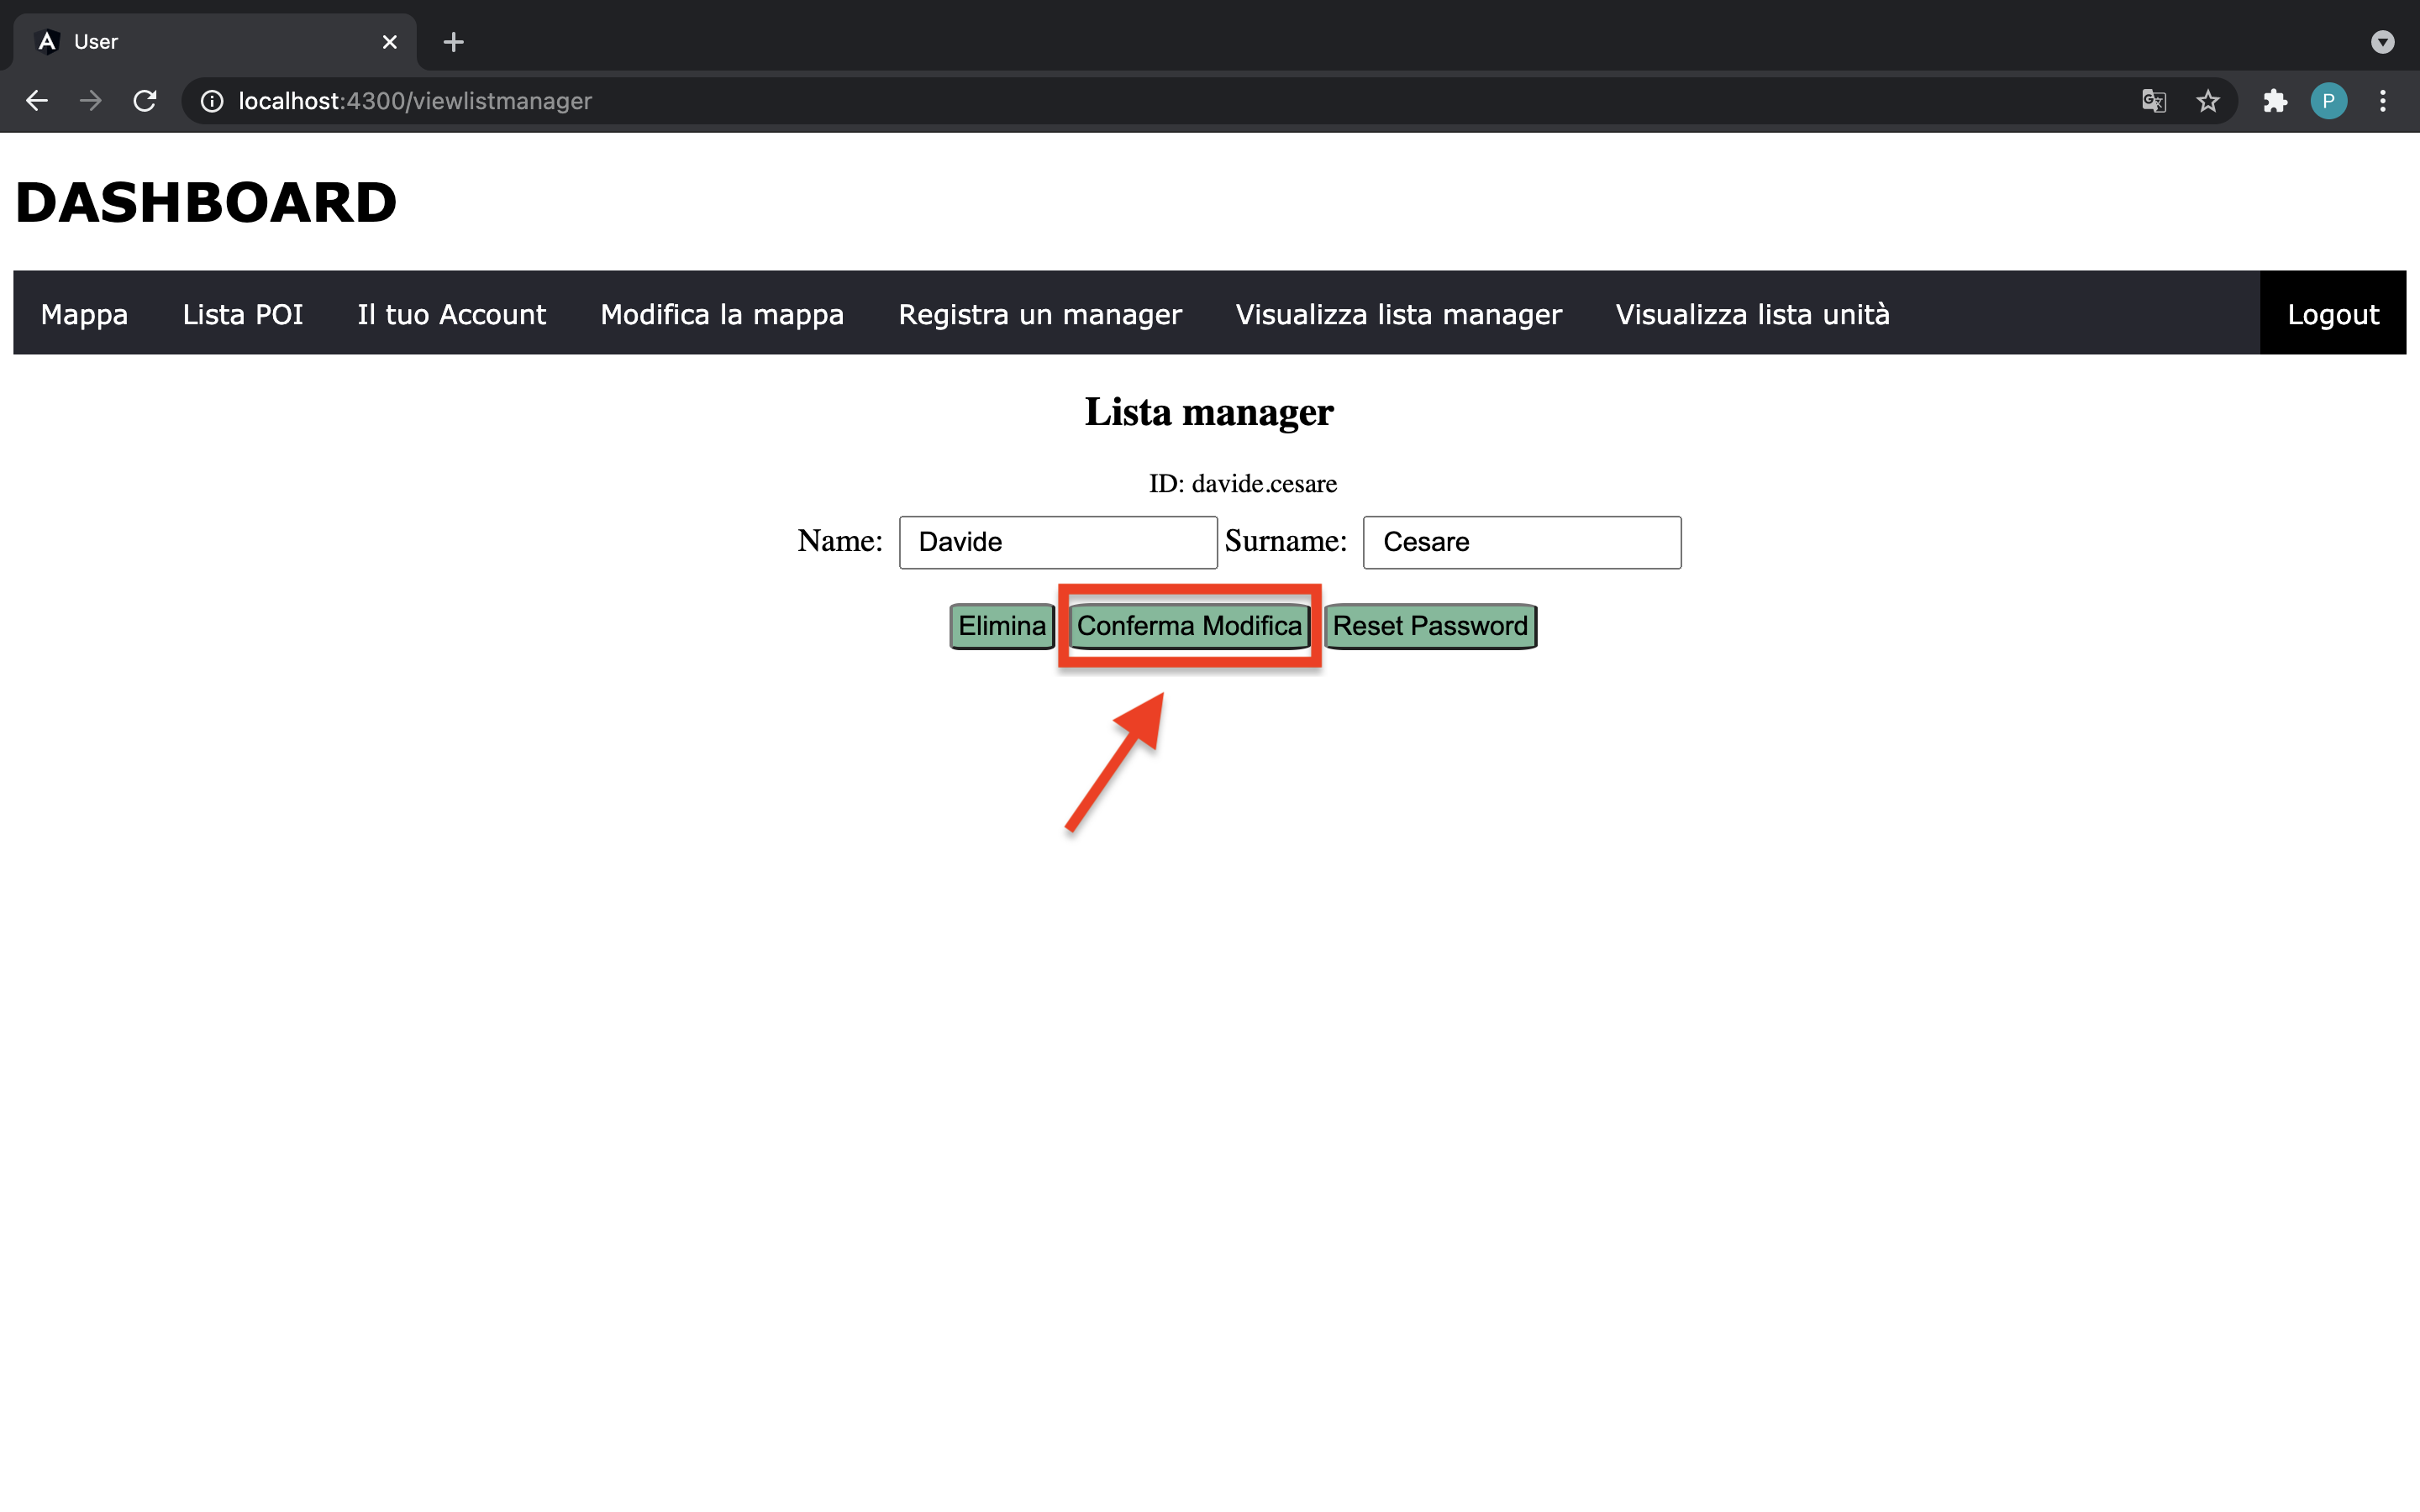 User
localhost:4300/viewlistmanager
P
DASHBOARD
Mappa Lista POI Il tuo Account Modifica la mappa Registra un manager Visualizza lista manager Visualizza lista unità Logout
Lista manager
ID: davide.cesare
Name: Davide Surname: Cesare
Elimina Conferma Modifica Reset Password